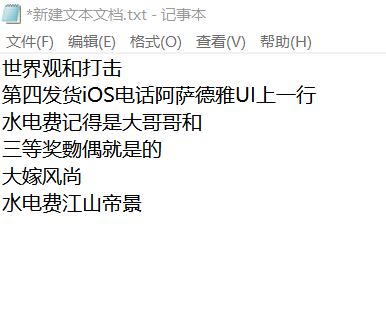 *新建文本文档.txt - 记事本
文件(F) 编辑(E) 格式(O) 查看(V) 帮助(H)
世界观和打击
第四发货iOS电话阿萨德雅UI上一行
水电费记得是大哥哥和
三等奖覅偶就是的
大嫁风尚
水电费江山帝景